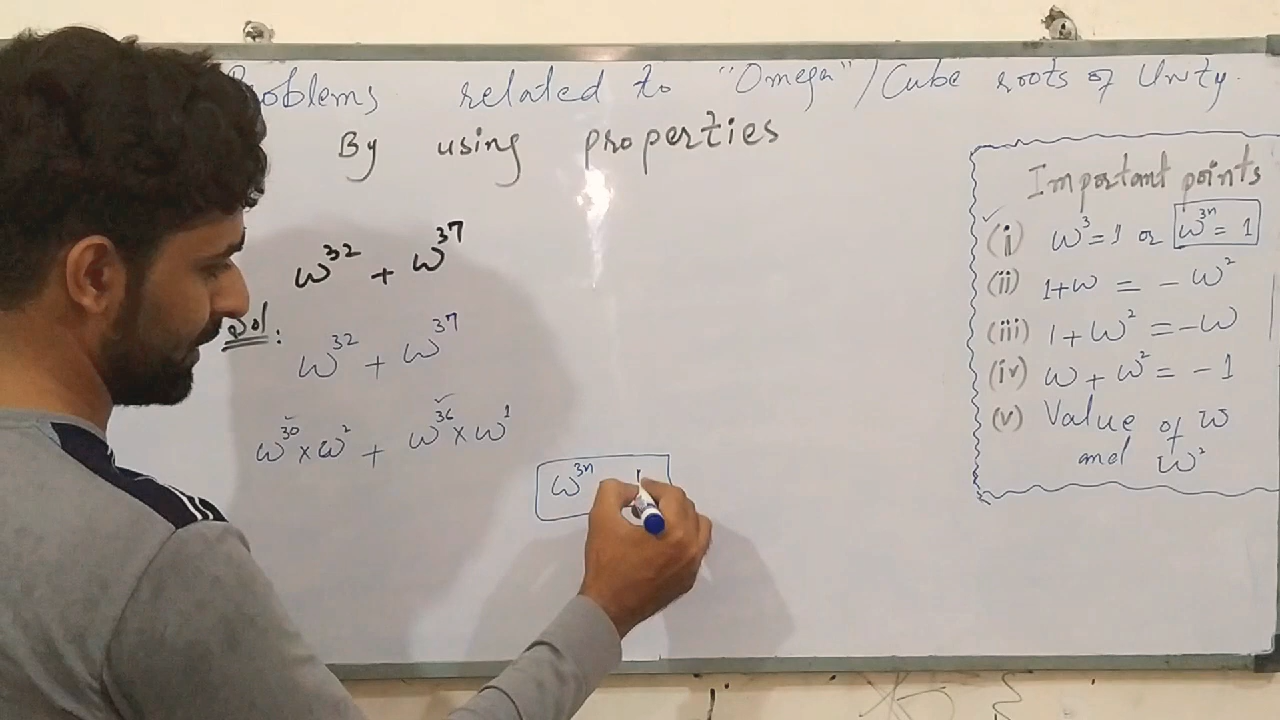 oblems related to "Omega" / Cube roots of Unity.
By using properties
ω³² + ω³⁷
Sol:
ω³² + ω³⁷
ω³⁰ × ω² + ω³⁶ × ω¹
ω³ⁿ
Important points
(i) ω³ = 1 or ω³ⁿ = 1
(ii) 1+ω = -ω²
(iii) 1+ω² = -ω
(iv) ω + ω² = -1
(v) Value of ω
and ω²